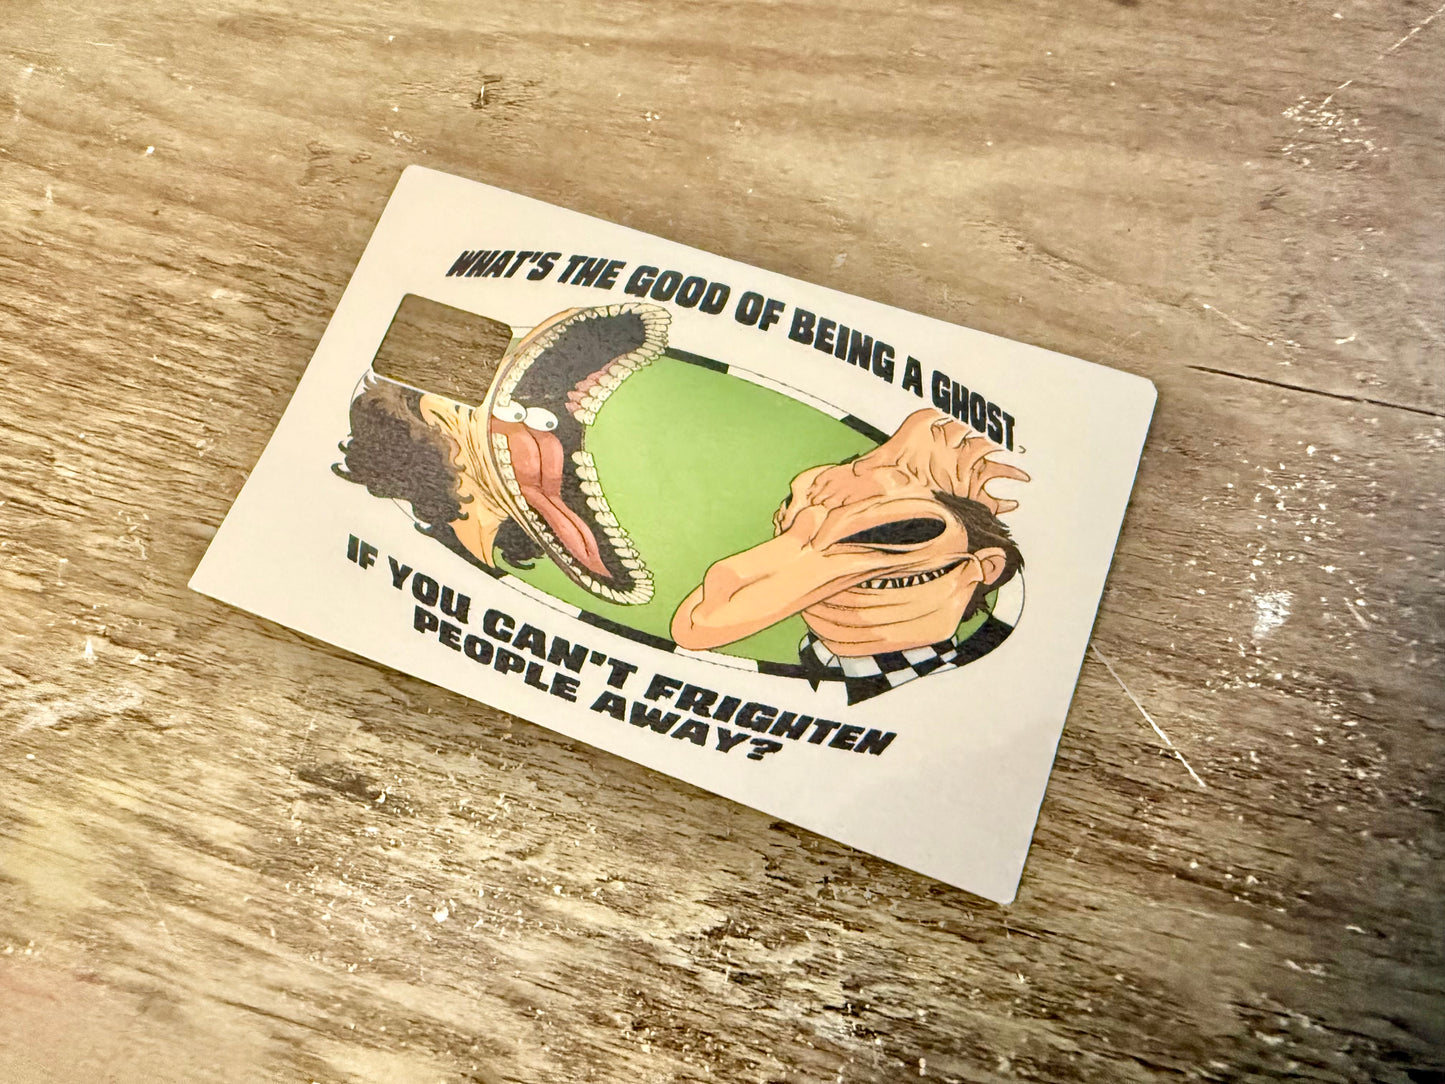 WHAT'S THE GOOD OF BEING A GHOST
IF YOU CAN'T FRIGHTEN
PEOPLE AWAY?